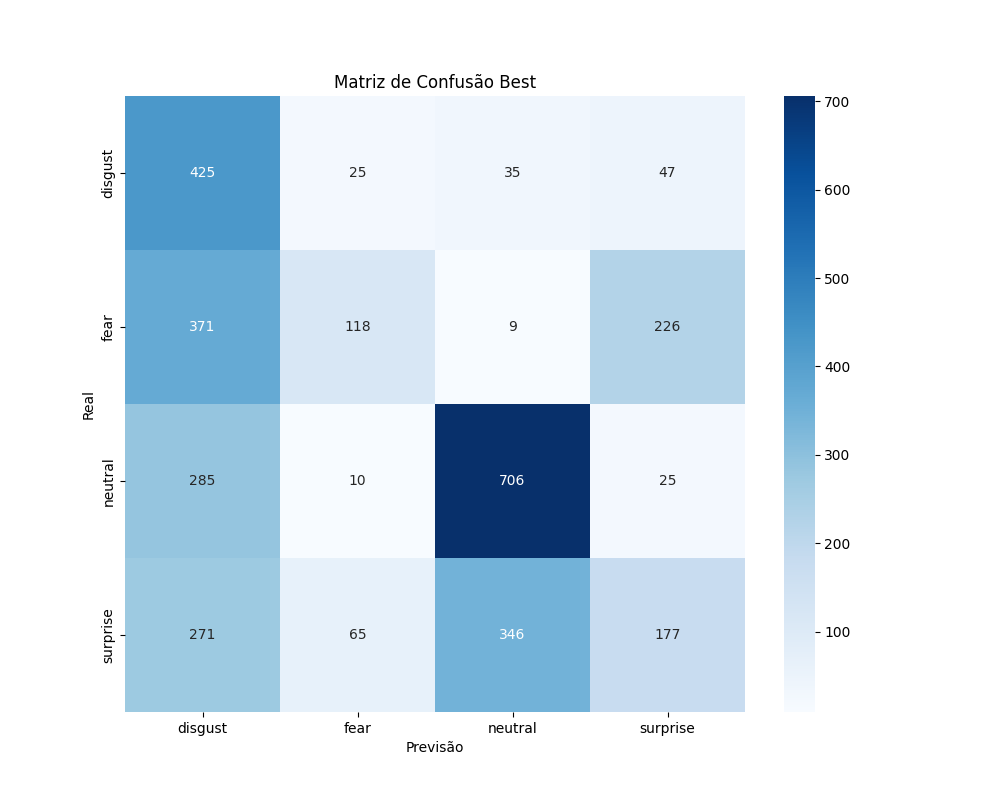 Matriz de Confusão Best
Real
disgust
425 25 35 47
fear
371 118 9 226
neutral
285 10 706 25
surprise
271 65 346 177
disgust fear neutral surprise
Previsão
700
600
500
400
300
200
100